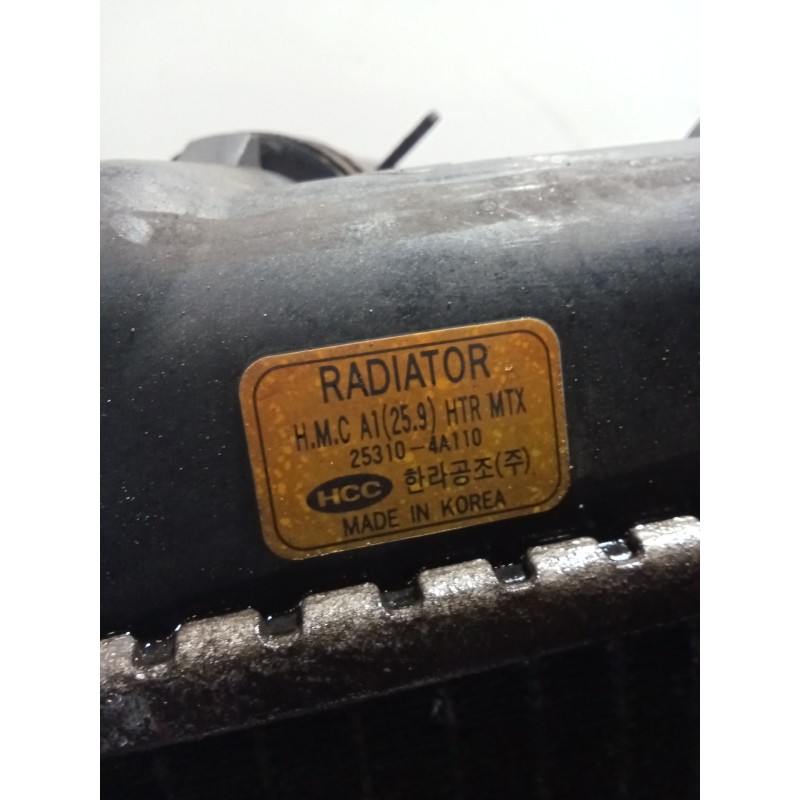 RADIATOR
H.M.C A1(25.9) HTR MTX
25310-4A110
HCC 한라공조(주)
MADE IN KOREA